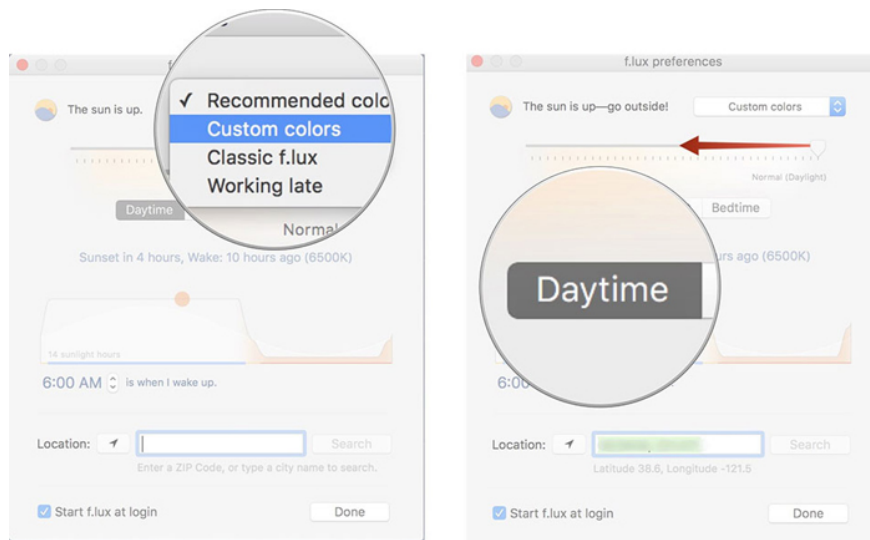 The sun is up.
✓ Recommended colo
Custom colors
Classic f.lux
Working late
Normal
Daytime
Sunset in 4 hours, Wake: 10 hours ago (6500K)
14 sunlight hours
6:00 AM is when I wake up.
Location:
Search
Enter a ZIP Code, or type a city name to search.
Start f.lux at login
Done
f.lux preferences
The sun is up—go outside!
Custom colors
Normal (Daylight)
Bedtime
Daytime
urs ago (6500K)
6:00
Location:
Search
Latitude 38.6, Longitude -121.5
Start f.lux at login
Done